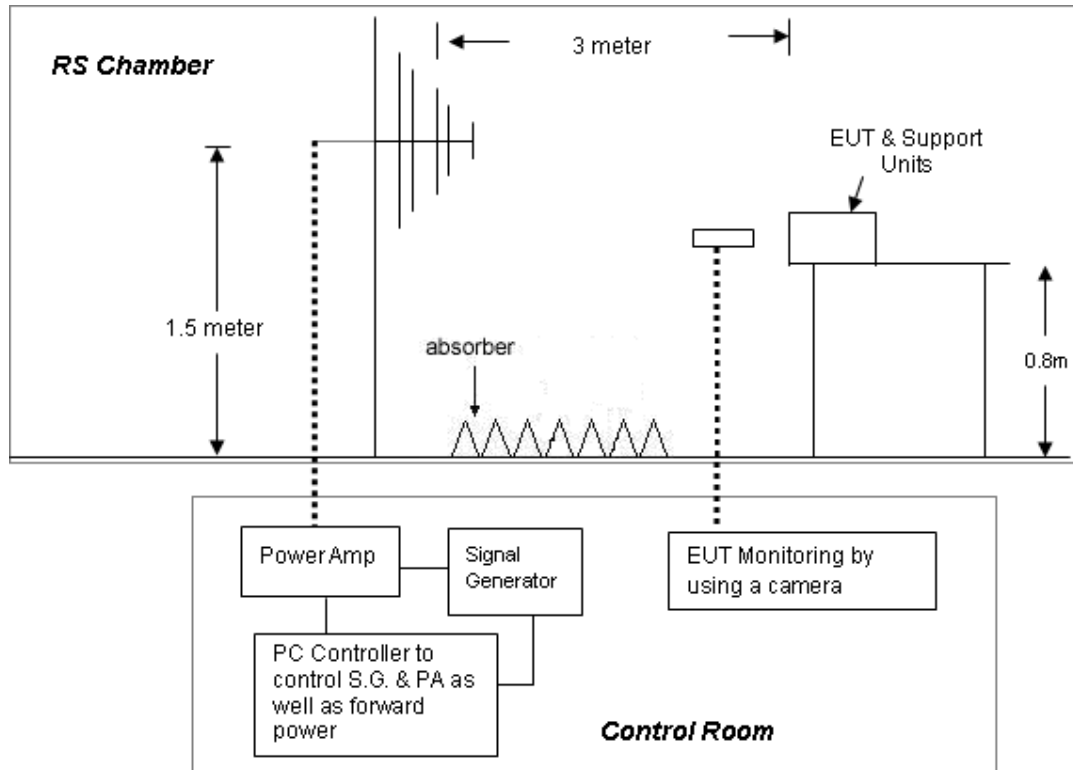 3 meter
RS Chamber
EUT & Support
Units
1.5 meter
absorber
0.8m
Power Amp
Signal
Generator
EUT Monitoring by
using a camera
PC Controller to
control S.G. & PA as
well as forward
power
Control Room